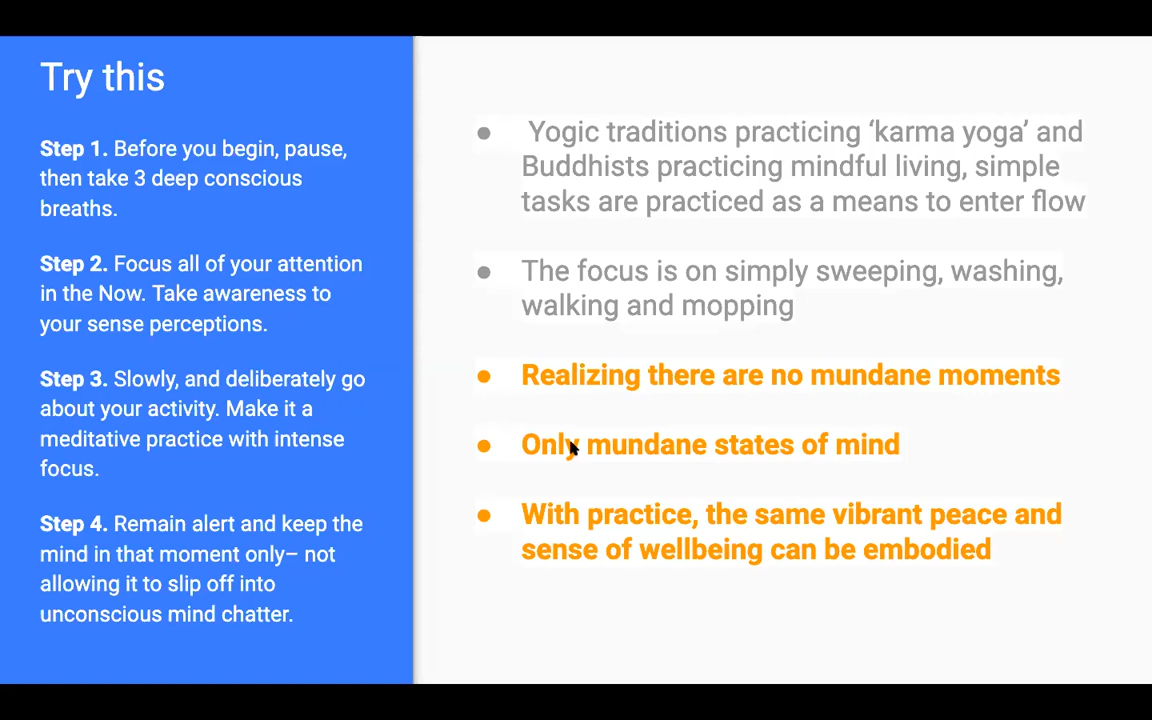 Try this
Step 1. Before you begin, pause,
then take 3 deep conscious
breaths.
Step 2. Focus all of your attention
in the Now. Take awareness to
your sense perceptions.
Step 3. Slowly, and deliberately go
about your activity. Make it a
meditative practice with intense
focus.
Step 4. Remain alert and keep the
mind in that moment only– not
allowing it to slip off into
unconscious mind chatter.
● Yogic traditions practicing ‘karma yoga’ and
Buddhists practicing mindful living, simple
tasks are practiced as a means to enter flow
● The focus is on simply sweeping, washing,
walking and mopping
● Realizing there are no mundane moments
● Only mundane states of mind
● With practice, the same vibrant peace and
sense of wellbeing can be embodied